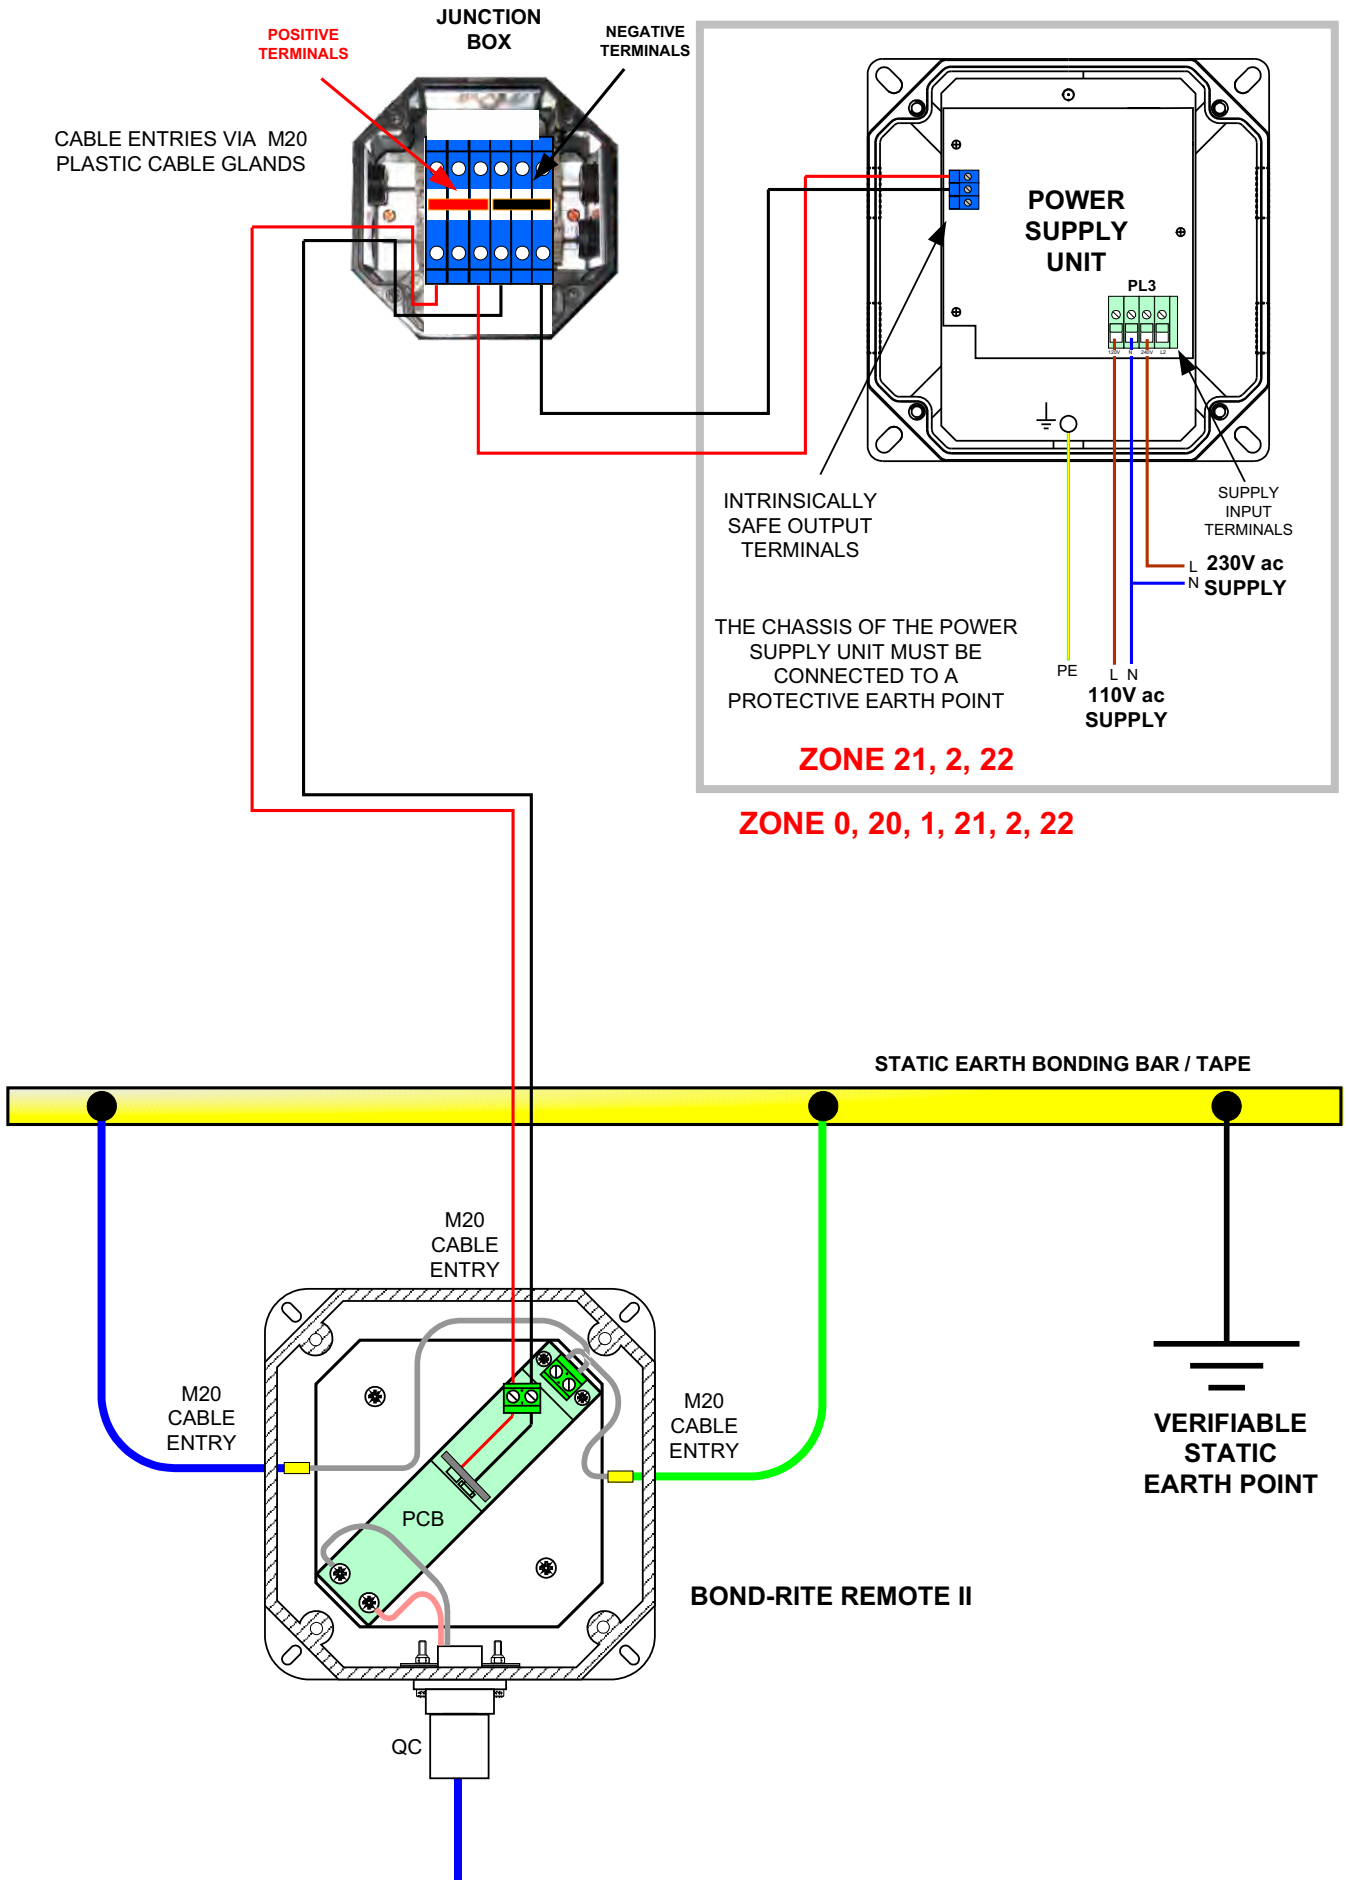 JUNCTION
BOX
POSITIVE
TERMINALS
NEGATIVE
TERMINALS
CABLE ENTRIES VIA M20
PLASTIC CABLE GLANDS
POWER
SUPPLY
UNIT
PL3
120V N 240V L2
INTRINSICALLY
SAFE OUTPUT
TERMINALS
SUPPLY
INPUT
TERMINALS
L 230V ac
N SUPPLY
THE CHASSIS OF THE POWER
SUPPLY UNIT MUST BE
CONNECTED TO A
PROTECTIVE EARTH POINT
PE
L N
110V ac
SUPPLY
ZONE 21, 2, 22
ZONE 0, 20, 1, 21, 2, 22
STATIC EARTH BONDING BAR / TAPE
M20
CABLE
ENTRY
M20
CABLE
ENTRY
M20
CABLE
ENTRY
VERIFIABLE
STATIC
EARTH POINT
PCB
BOND-RITE REMOTE II
QC